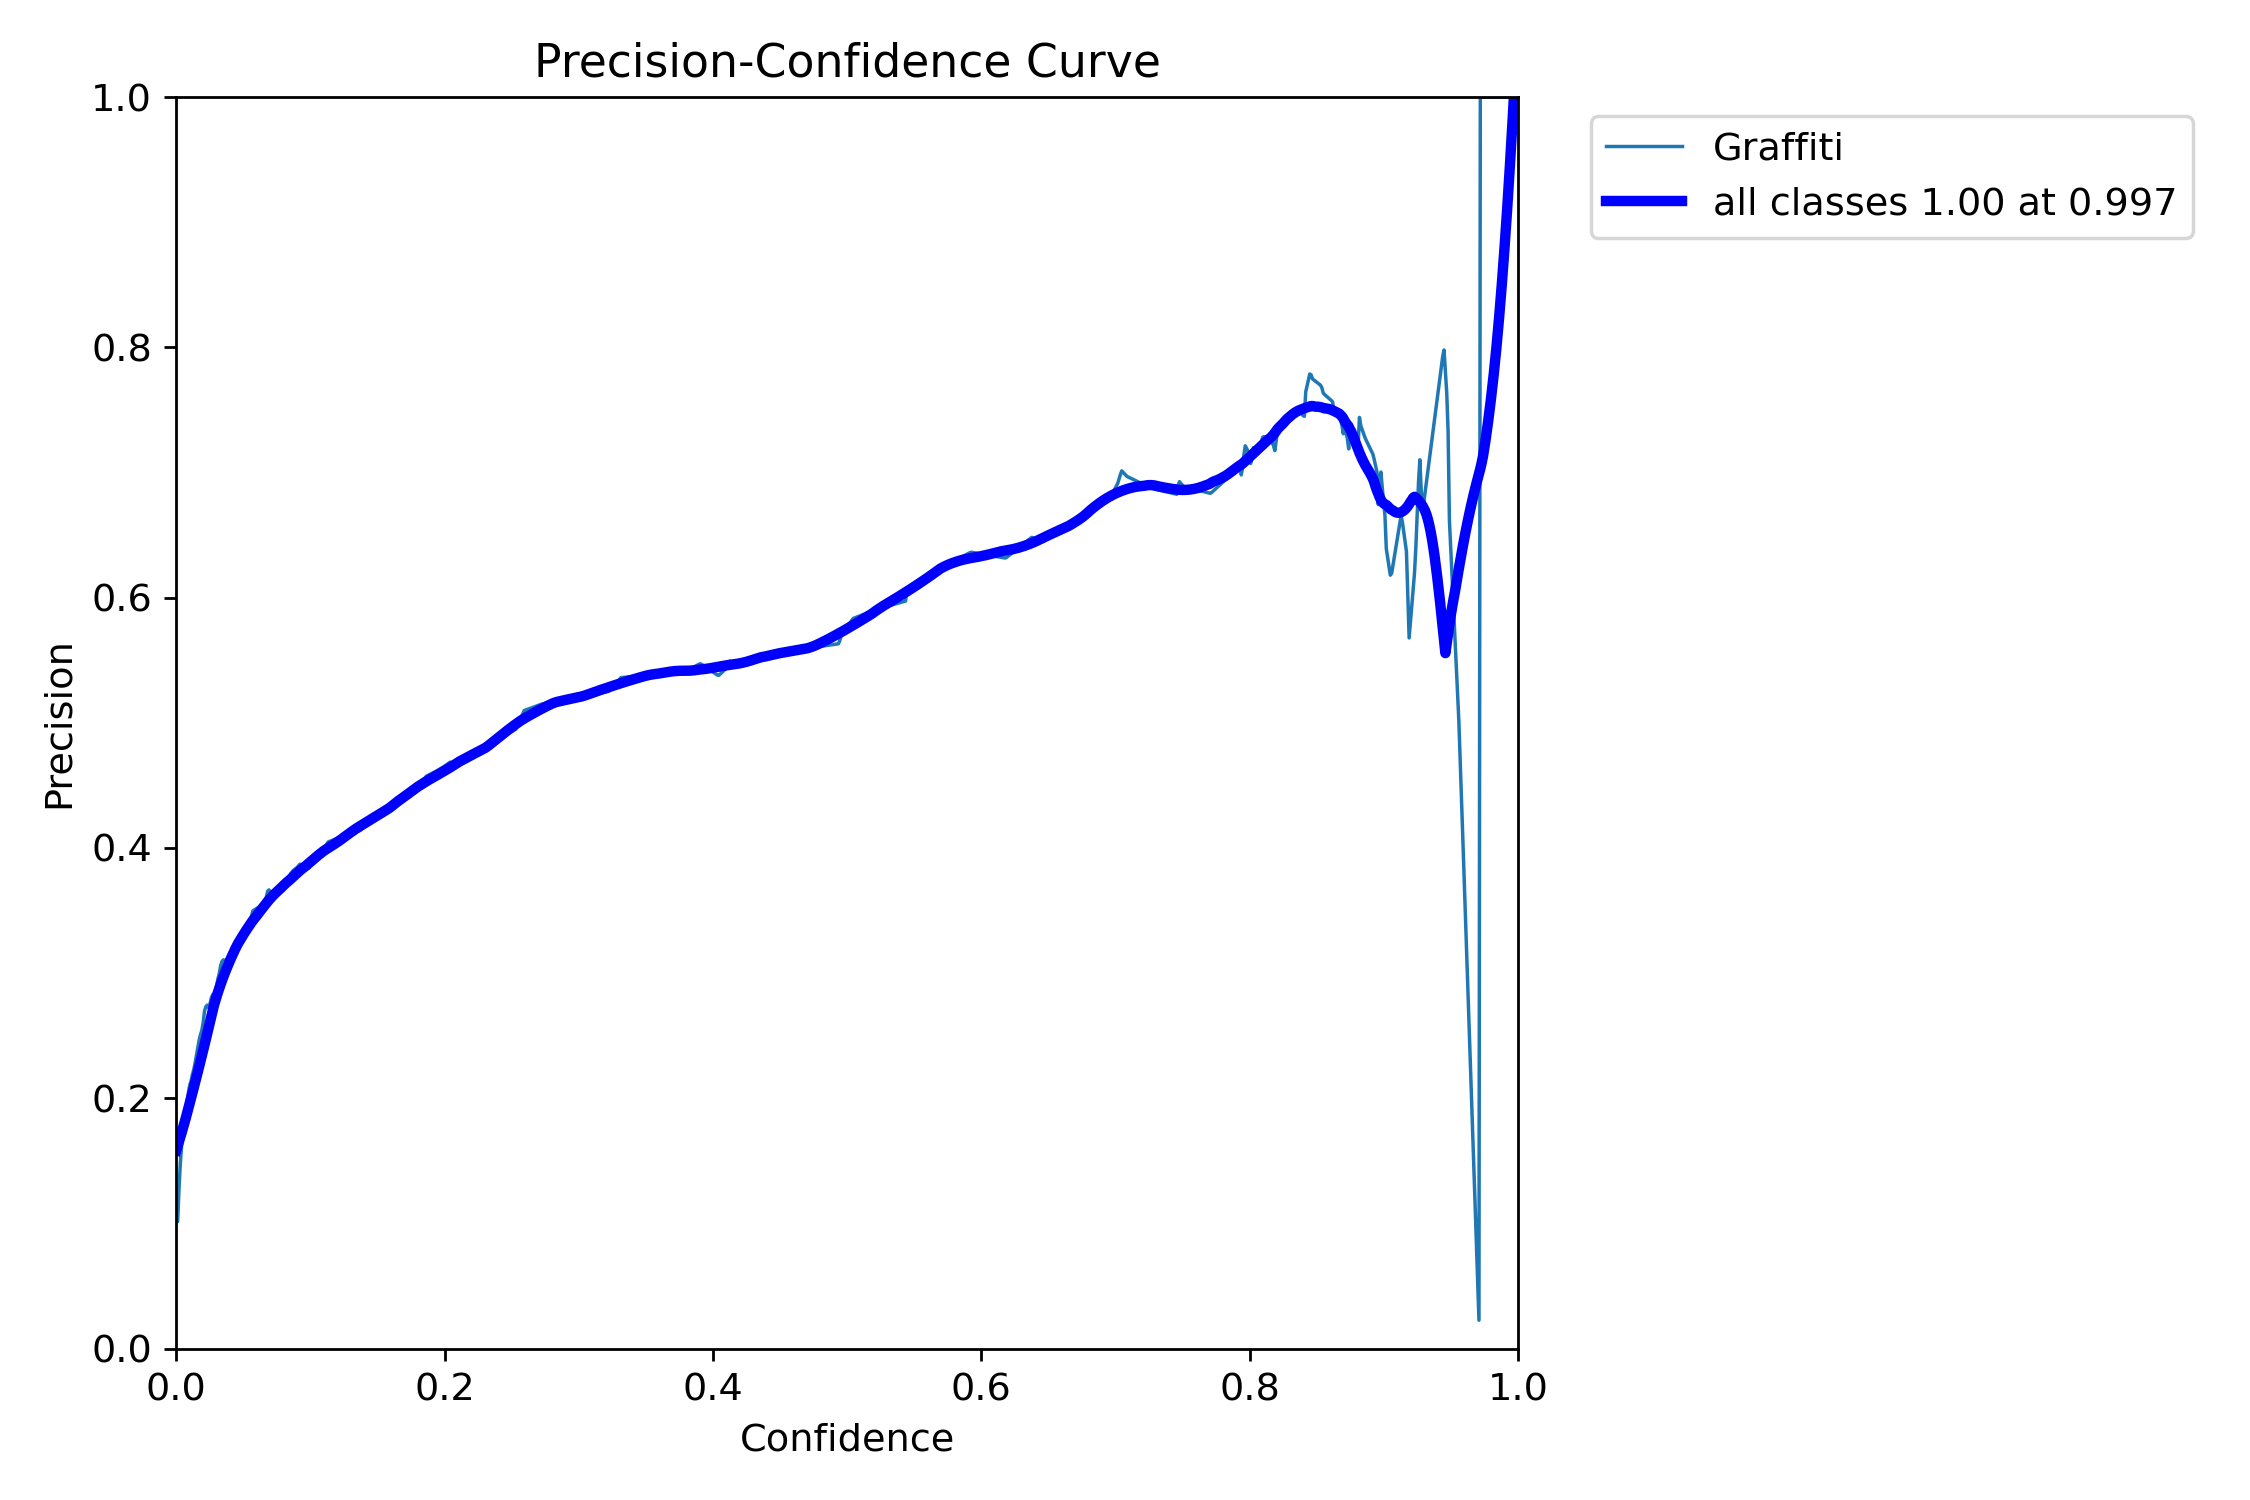 Precision-Confidence Curve
1.0
0.8
0.6
0.4
0.2
0.0
Precision
0.0 0.2 0.4 0.6 0.8 1.0
Confidence
Graffiti
all classes 1.00 at 0.997